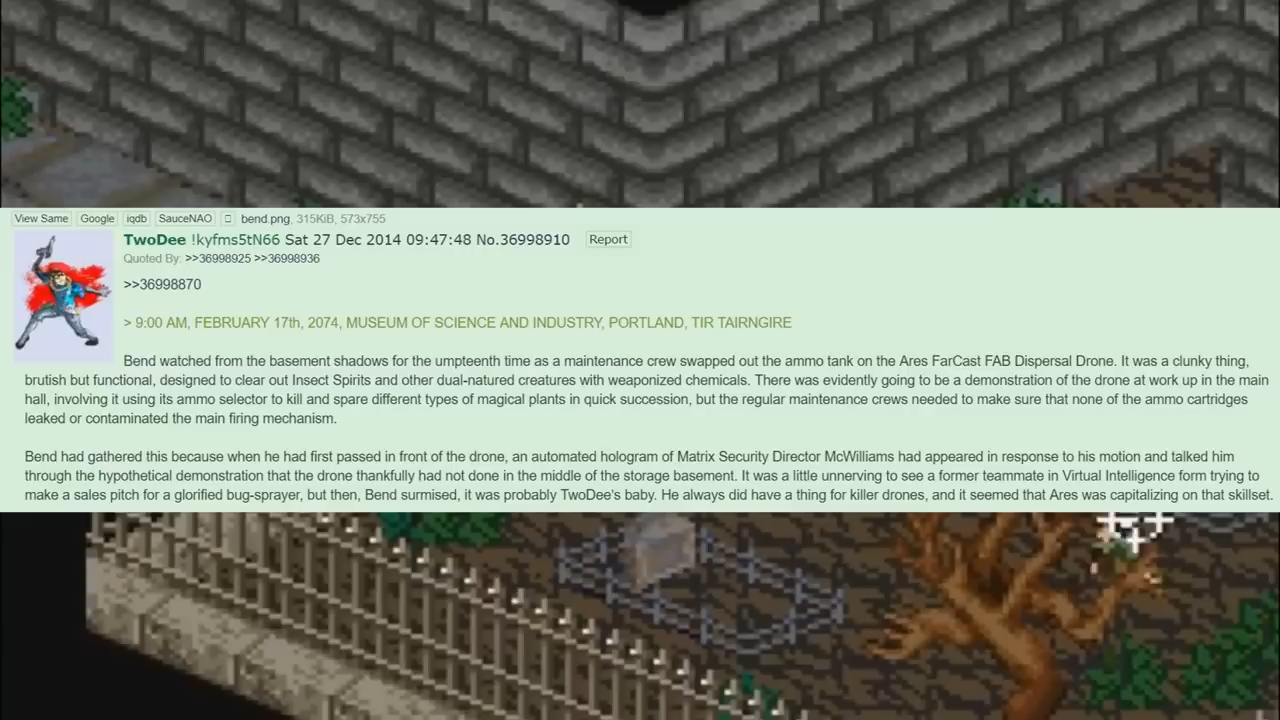 View Same Google iqdb SauceNAO bend.png, 315KiB, 573x755
TwoDee !kyfms5tN66 Sat 27 Dec 2014 09:47:48 No.36998910 Report
Quoted By: >>36998925 >>36998936
>>36998870
> 9:00 AM, FEBRUARY 17th, 2074, MUSEUM OF SCIENCE AND INDUSTRY, PORTLAND, TIR TAIRNGIRE
Bend watched from the basement shadows for the umpteenth time as a maintenance crew swapped out the ammo tank on the Ares FarCast FAB Dispersal Drone. It was a clunky thing,
brutish but functional, designed to clear out Insect Spirits and other dual-natured creatures with weaponized chemicals. There was evidently going to be a demonstration of the drone at work up in the main
hall, involving it using its ammo selector to kill and spare different types of magical plants in quick succession, but the regular maintenance crews needed to make sure that none of the ammo cartridges
leaked or contaminated the main firing mechanism.
Bend had gathered this because when he had first passed in front of the drone, an automated hologram of Matrix Security Director McWilliams had appeared in response to his motion and talked him
through the hypothetical demonstration that the drone thankfully had not done in the middle of the storage basement. It was a little unnerving to see a former teammate in Virtual Intelligence form trying to
make a sales pitch for a glorified bug-sprayer, but then, Bend surmised, it was probably TwoDee's baby. He always did have a thing for killer drones, and it seemed that Ares was capitalizing on that skillset.